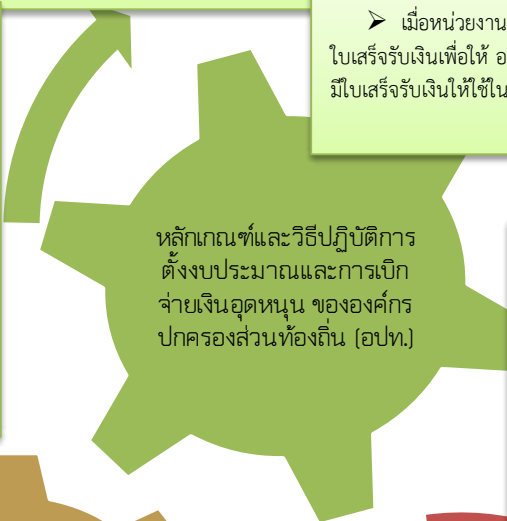 ➢ เมื่อหน่วยงาน
ใบเสร็จรับเงินเพื่อให้ อ
มีใบเสร็จรับเงินให้ใช้ใน
หลักเกณฑ์และวิธีปฏิบัติการ
ตั้งงบประมาณและการเบิก
จ่ายเงินอุดหนุน ขององค์กร
ปกครองส่วนท้องถิ่น (อปท.)